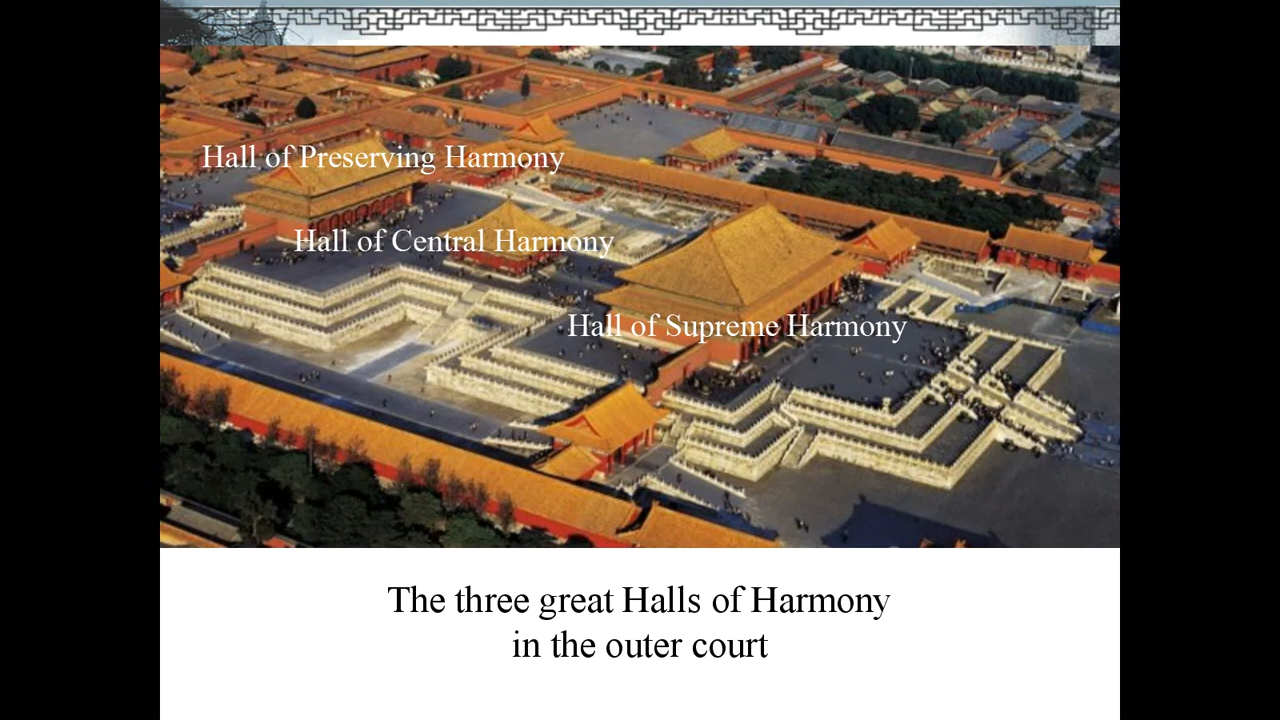 Hall of Preserving Harmony
Hall of Central Harmony
Hall of Supreme Harmony
The three great Halls of Harmony
in the outer court